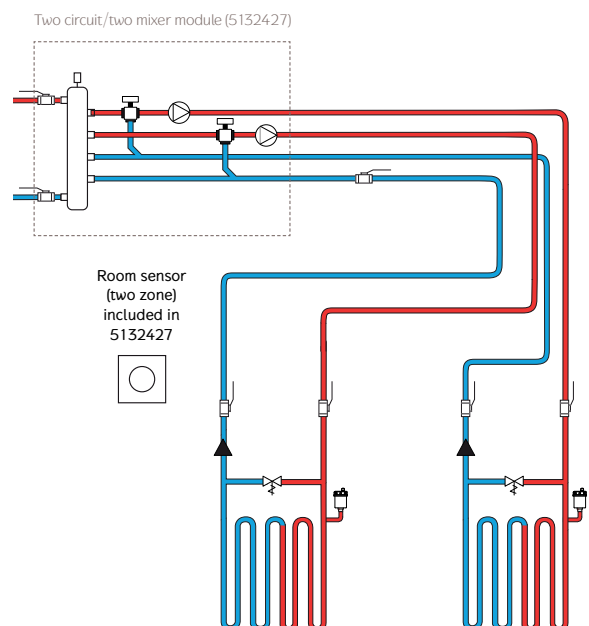 Two circuit/two mixer module (5132427)
Room sensor
(two zone)
included in
5132427